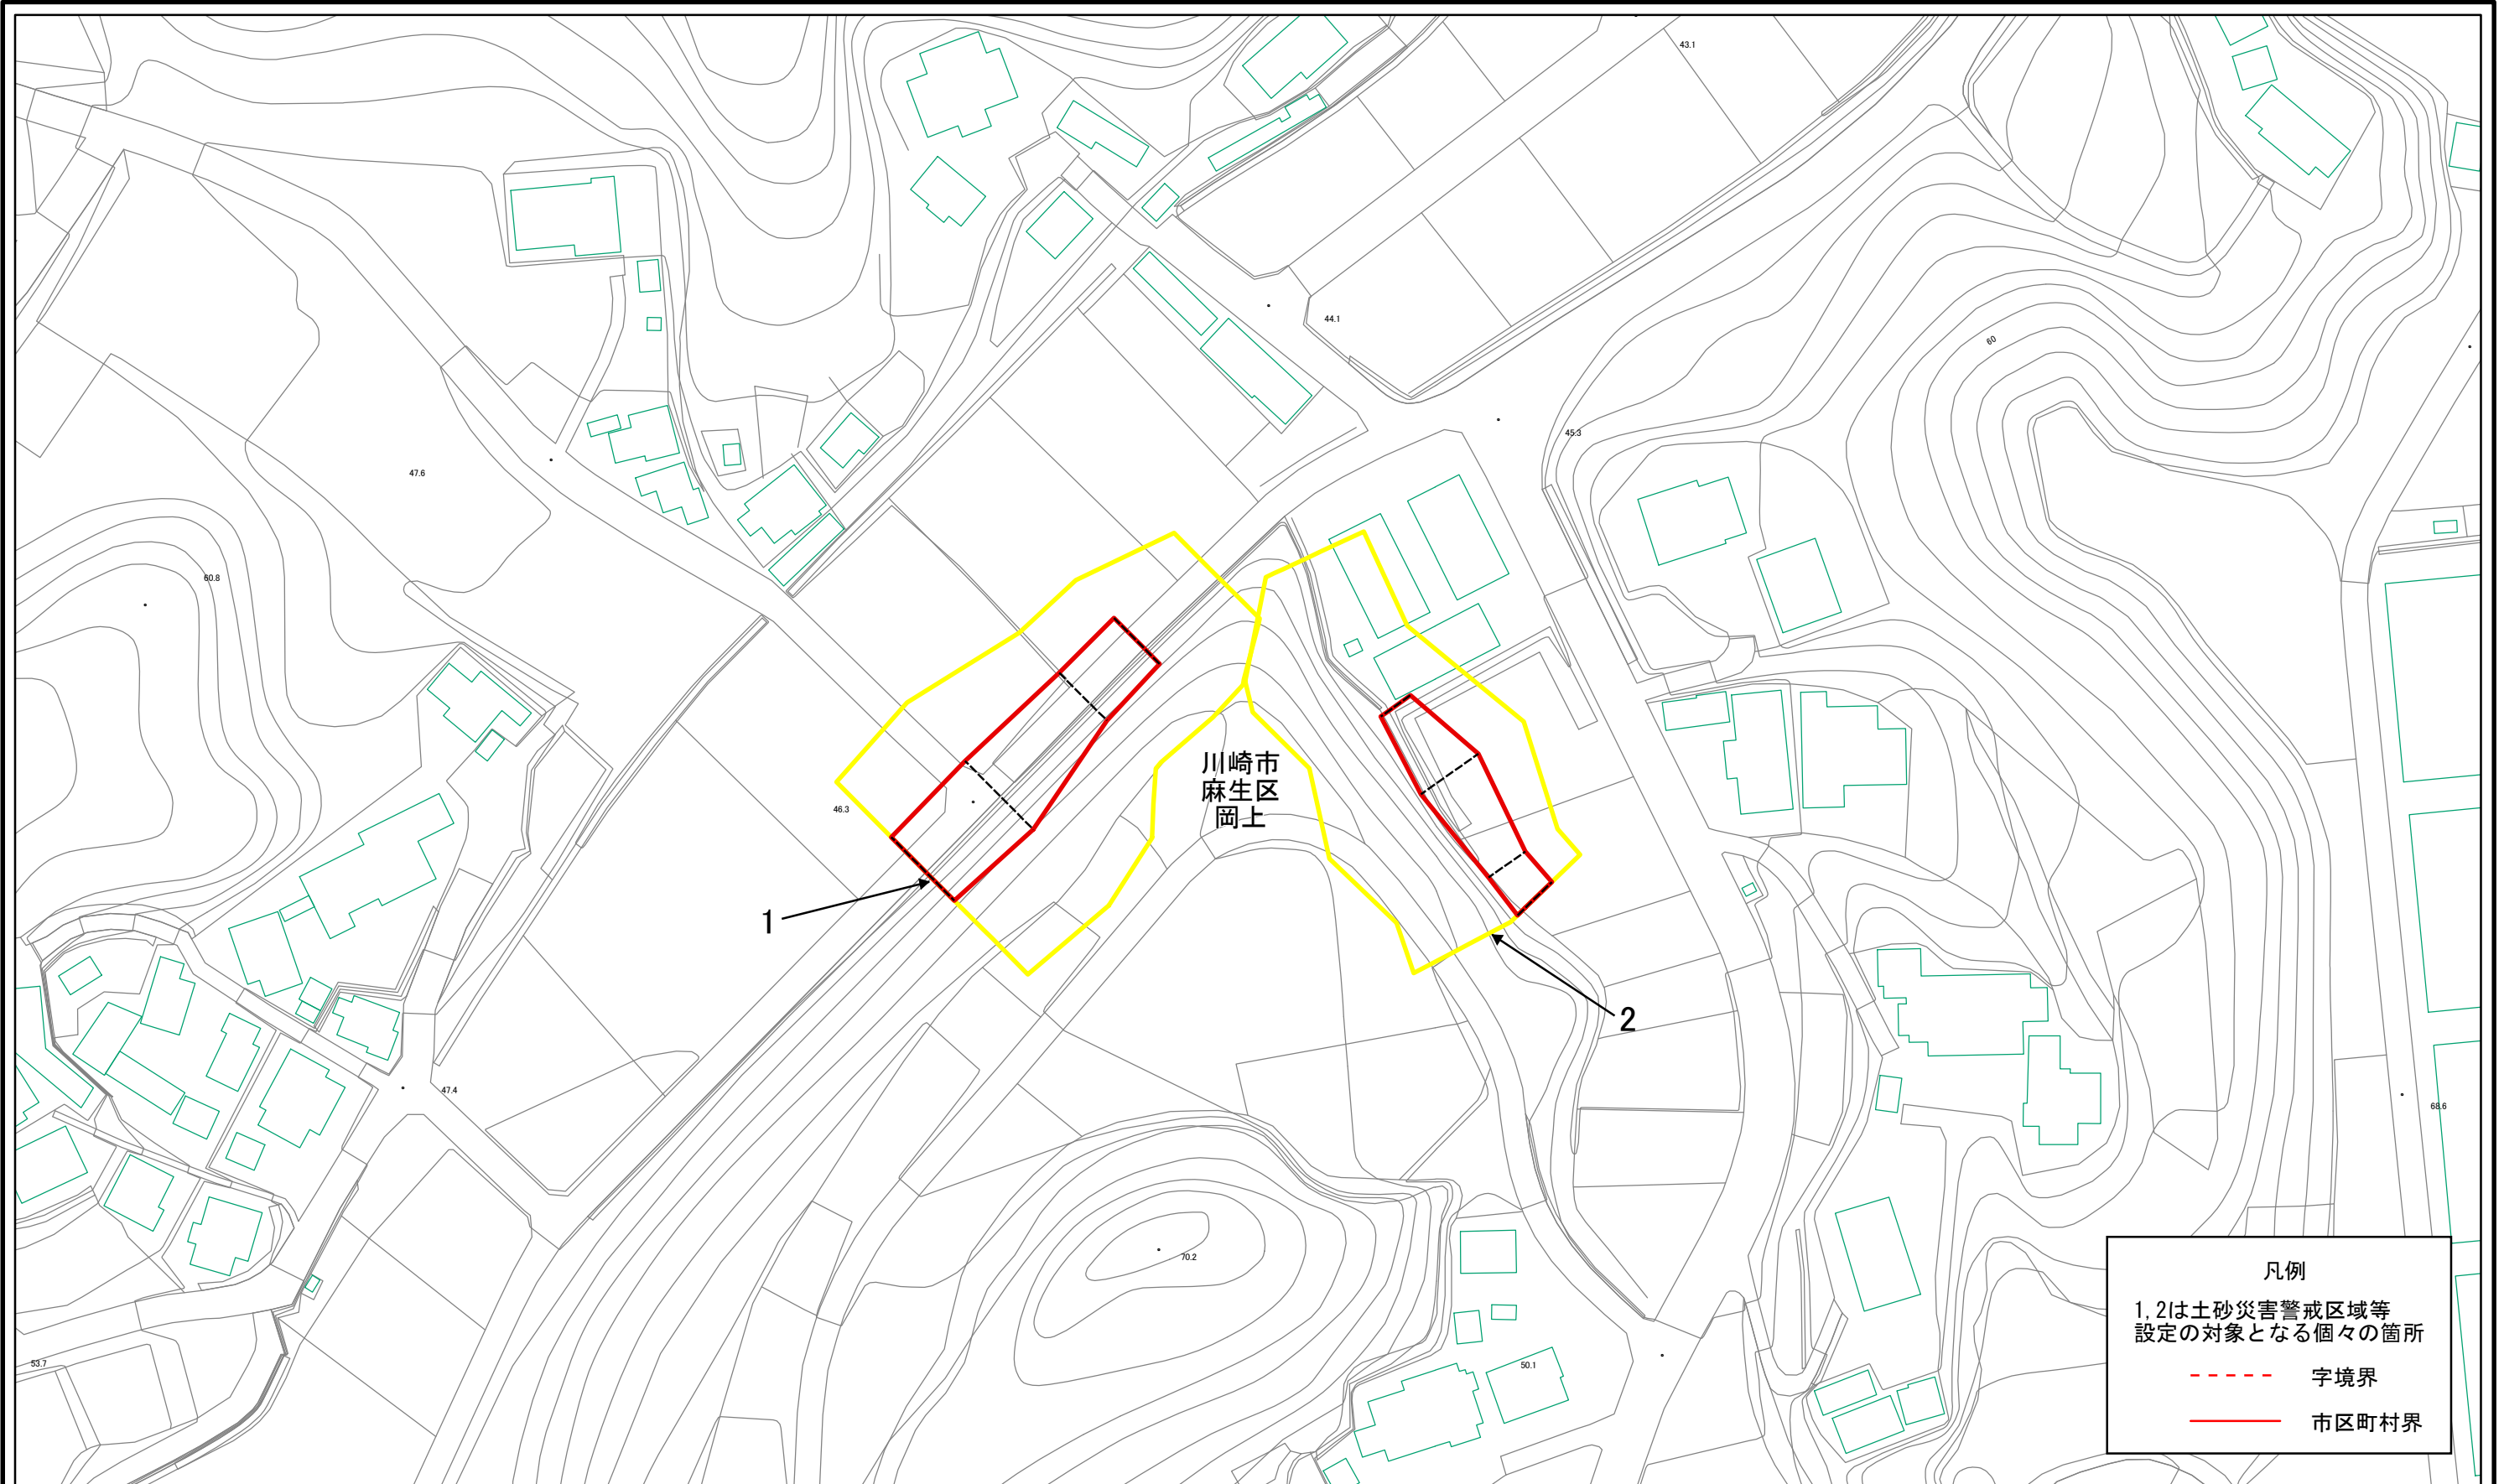 43.1
44.1
60
45.3
47.6
60.8
川崎市
麻生区
岡上
46.3
1
2
47.4
68.6
70.2
53.7
50.1
凡例
1,2は土砂災害警戒区域等
設定の対象となる個々の箇所
字境界
市区町村界